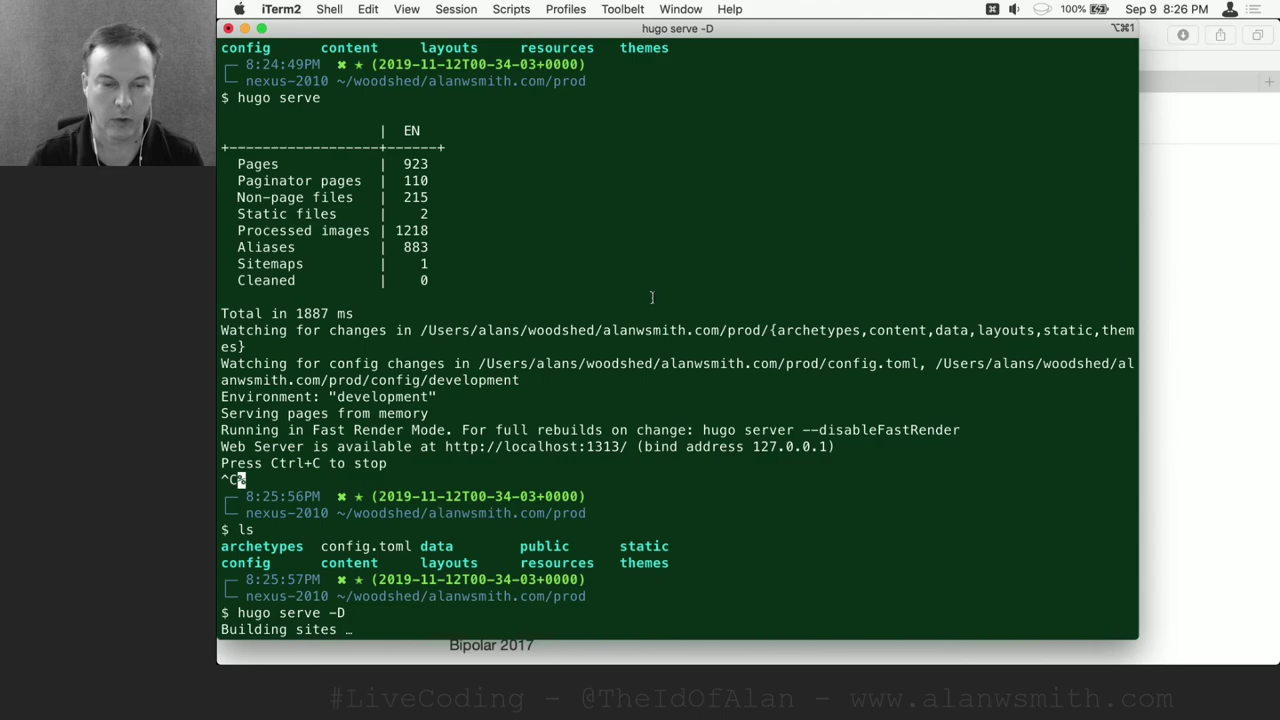 iTerm2 Shell Edit View Session Scripts Profiles Toolbelt Window Help 100% Sep 9 8:26 PM
hugo serve -D ⌥⌘1
config content layouts resources themes
8:24:49PM ✖ ★ (2019-11-12T00-34-03+0000)
nexus-2010 ~/woodshed/alanwsmith.com/prod
$ hugo serve
| EN
+------------------+------+
Pages | 923
Paginator pages | 110
Non-page files | 215
Static files | 2
Processed images | 1218
Aliases | 883
Sitemaps | 1
Cleaned | 0
Total in 1887 ms
Watching for changes in /Users/alans/woodshed/alanwsmith.com/prod/{archetypes,content,data,layouts,static,them
es}
Watching for config changes in /Users/alans/woodshed/alanwsmith.com/prod/config.toml, /Users/alans/woodshed/al
anwsmith.com/prod/config/development
Environment: "development"
Serving pages from memory
Running in Fast Render Mode. For full rebuilds on change: hugo server --disableFastRender
Web Server is available at http://localhost:1313/ (bind address 127.0.0.1)
Press Ctrl+C to stop
^C%
8:25:56PM ✖ ★ (2019-11-12T00-34-03+0000)
nexus-2010 ~/woodshed/alanwsmith.com/prod
$ ls
archetypes config.toml data public static
config content layouts resources themes
8:25:57PM ✖ ★ (2019-11-12T00-34-03+0000)
nexus-2010 ~/woodshed/alanwsmith.com/prod
$ hugo serve -D
Building sites …
Bipolar 2017
#LiveCoding - @TheIdOfAlan - www.alanwsmith.com